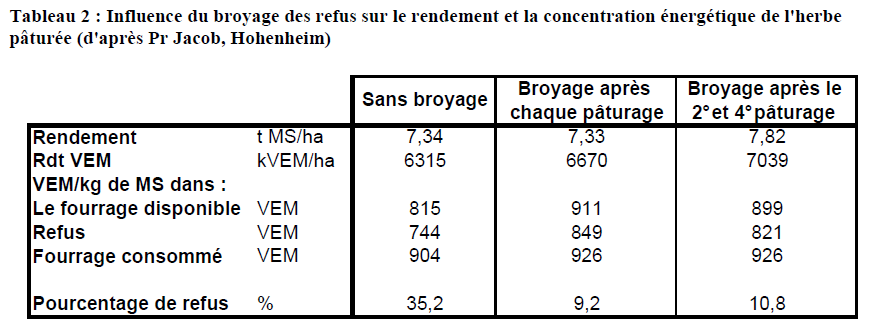 Tableau 2 : Influence du broyage des refus sur le rendement et la concentration énergétique de l'herbe
pâturée (d'après Pr Jacob, Hohenheim)
Sans broyage Broyage après chaque pâturage Broyage après le 2° et 4° pâturage
Rendement t MS/ha 7,34 7,33 7,82
Rdt VEM kVEM/ha 6315 6670 7039
VEM/kg de MS dans :
Le fourrage disponible VEM 815 911 899
Refus VEM 744 849 821
Fourrage consommé VEM 904 926 926
Pourcentage de refus % 35,2 9,2 10,8